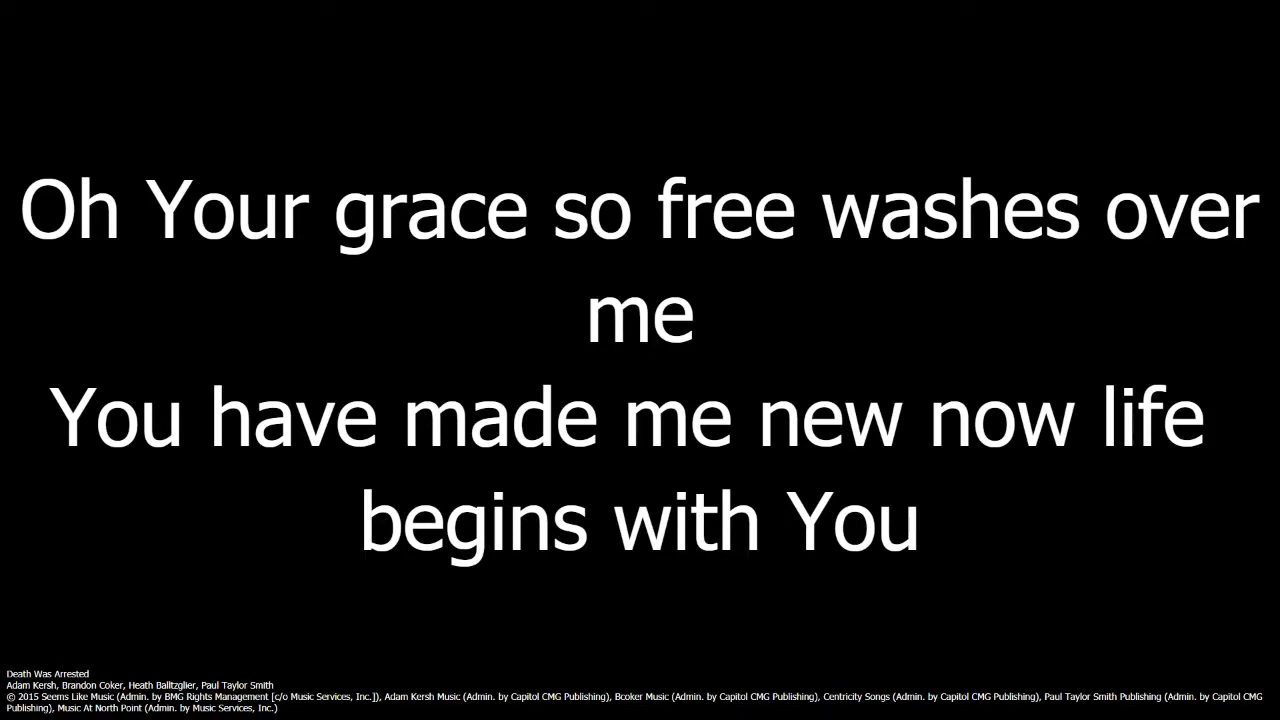 Oh Your grace so free washes over
me
You have made me new now life
begins with You
Death Was Arrested
Adam Kersh, Brandon Coker, Heath Balltzglier, Paul Taylor Smith
© 2015 Seems Like Music (Admin. by BMG Rights Management [c/o Music Services, Inc.]), Adam Kersh Music (Admin. by Capitol CMG Publishing), Bcoker Music (Admin. by Capitol CMG Publishing), Centricity Songs (Admin. by Capitol CMG Publishing), Paul Taylor Smith Publishing (Admin. by Capitol CMG
Publishing), Music At North Point (Admin. by Music Services, Inc.)